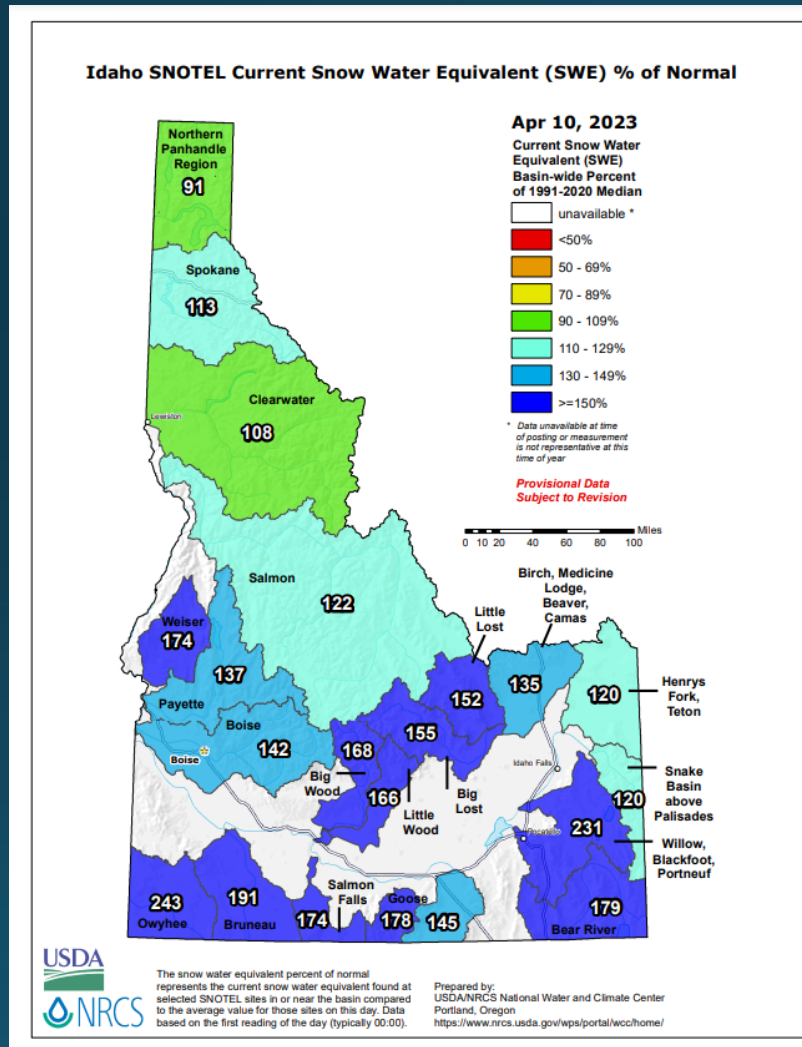 Idaho SNOTEL Current Snow Water Equivalent (SWE) % of Normal
Apr 10, 2023
Current Snow Water
Equivalent (SWE)
Basin-wide Percent
of 1991-2020 Median
unavailable *
<50%
50 - 69%
70 - 89%
90 - 109%
110 - 129%
130 - 149%
>=150%
* Data unavailable at time
of posting or measurement
is not representative at this
time of year
Provisional Data
Subject to Revision
Miles
0 10 20 40 60 80 100
Northern
Panhandle
Region
91
Spokane
113
Clearwater
108
Lewiston
Salmon
122
Weiser
174
137
Payette
Boise
142
Boise
Little
Lost
152
Birch, Medicine
Lodge,
Beaver,
Camas
135
120
Henrys
Fork,
Teton
155
168
Big
Wood
166
Little
Wood
Big
Lost
Idaho Falls
Snake
Basin
above
Palisades
120
231
Pocatello
Willow,
Blackfoot,
Portneuf
243
Owyhee
191
Bruneau
Salmon
Falls
174
Goose
178
145
179
Bear River
USDA
NRCS
The snow water equivalent percent of normal
represents the current snow water equivalent found at
selected SNOTEL sites in or near the basin compared
to the average value for those sites on this day. Data
based on the first reading of the day (typically 00:00).
Prepared by:
USDA/NRCS National Water and Climate Center
Portland, Oregon
https://www.nrcs.usda.gov/wps/portal/wcc/home/